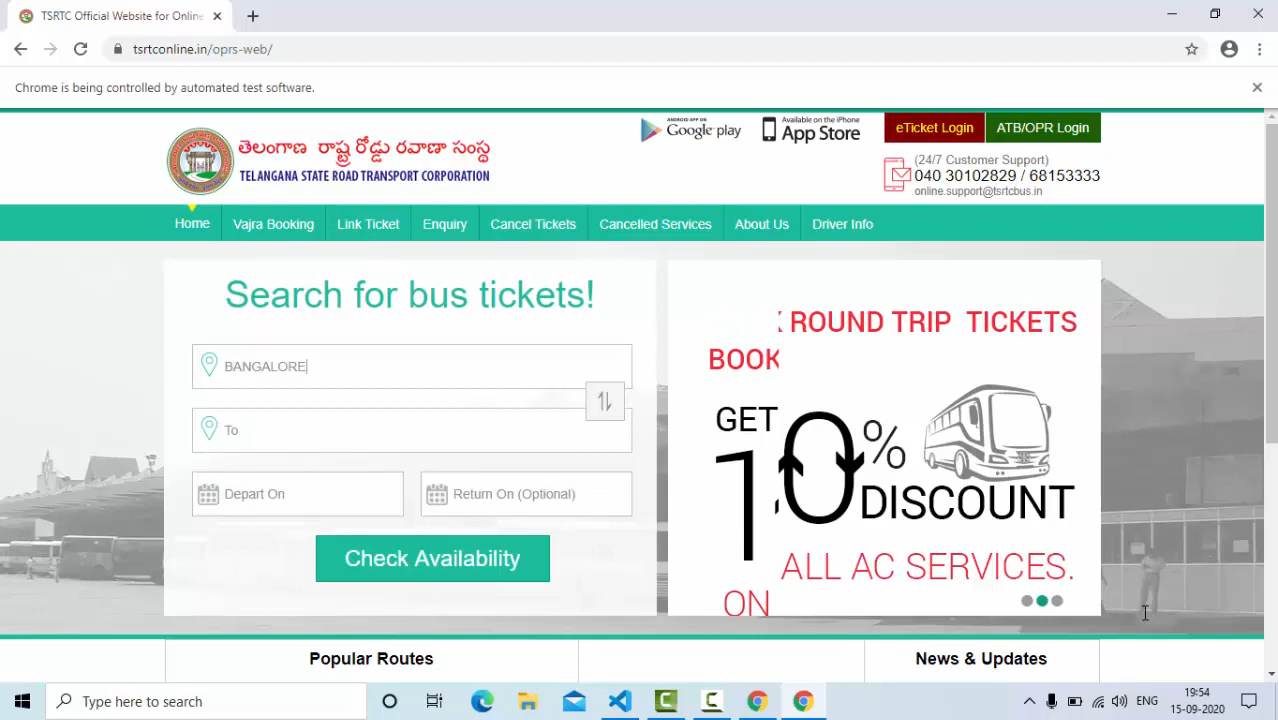 TSRTC Official Website for Online
tsrtconline.in/oprs-web/
Chrome is being controlled by automated test software.
తెలంగాణ రాష్ట్ర రోడ్డు రవాణా సంస్థ
TELANGANA STATE ROAD TRANSPORT CORPORATION
ANDROID APP ON
Google play
Available on the iPhone
App Store
eTicket Login
ATB/OPR Login
(24/7 Customer Support)
040 30102829 / 68153333
online.support@tsrtcbus.in
Home
Vajra Booking
Link Ticket
Enquiry
Cancel Tickets
Cancelled Services
About Us
Driver Info
Search for bus tickets!
BANGALORE
To
Depart On
Return On (Optional)
Check Availability
ROUND TRIP TICKETS
BOOK
GET
10%
DISCOUNT
ALL AC SERVICES.
ON
Popular Routes
News & Updates
Type here to search
ENG
19:54
15-09-2020